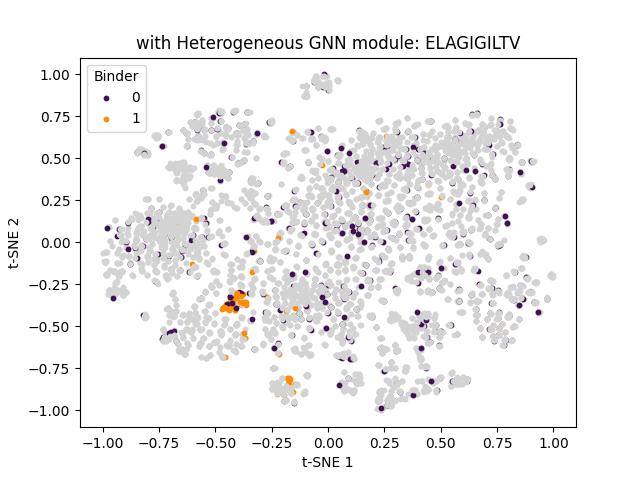 with Heterogeneous GNN module: ELAGIGILTV
Binder
0
1
t-SNE 2
1.00
0.75
0.50
0.25
0.00
−0.25
−0.50
−0.75
−1.00
−1.00 −0.75 −0.50 −0.25 0.00 0.25 0.50 0.75 1.00
t-SNE 1